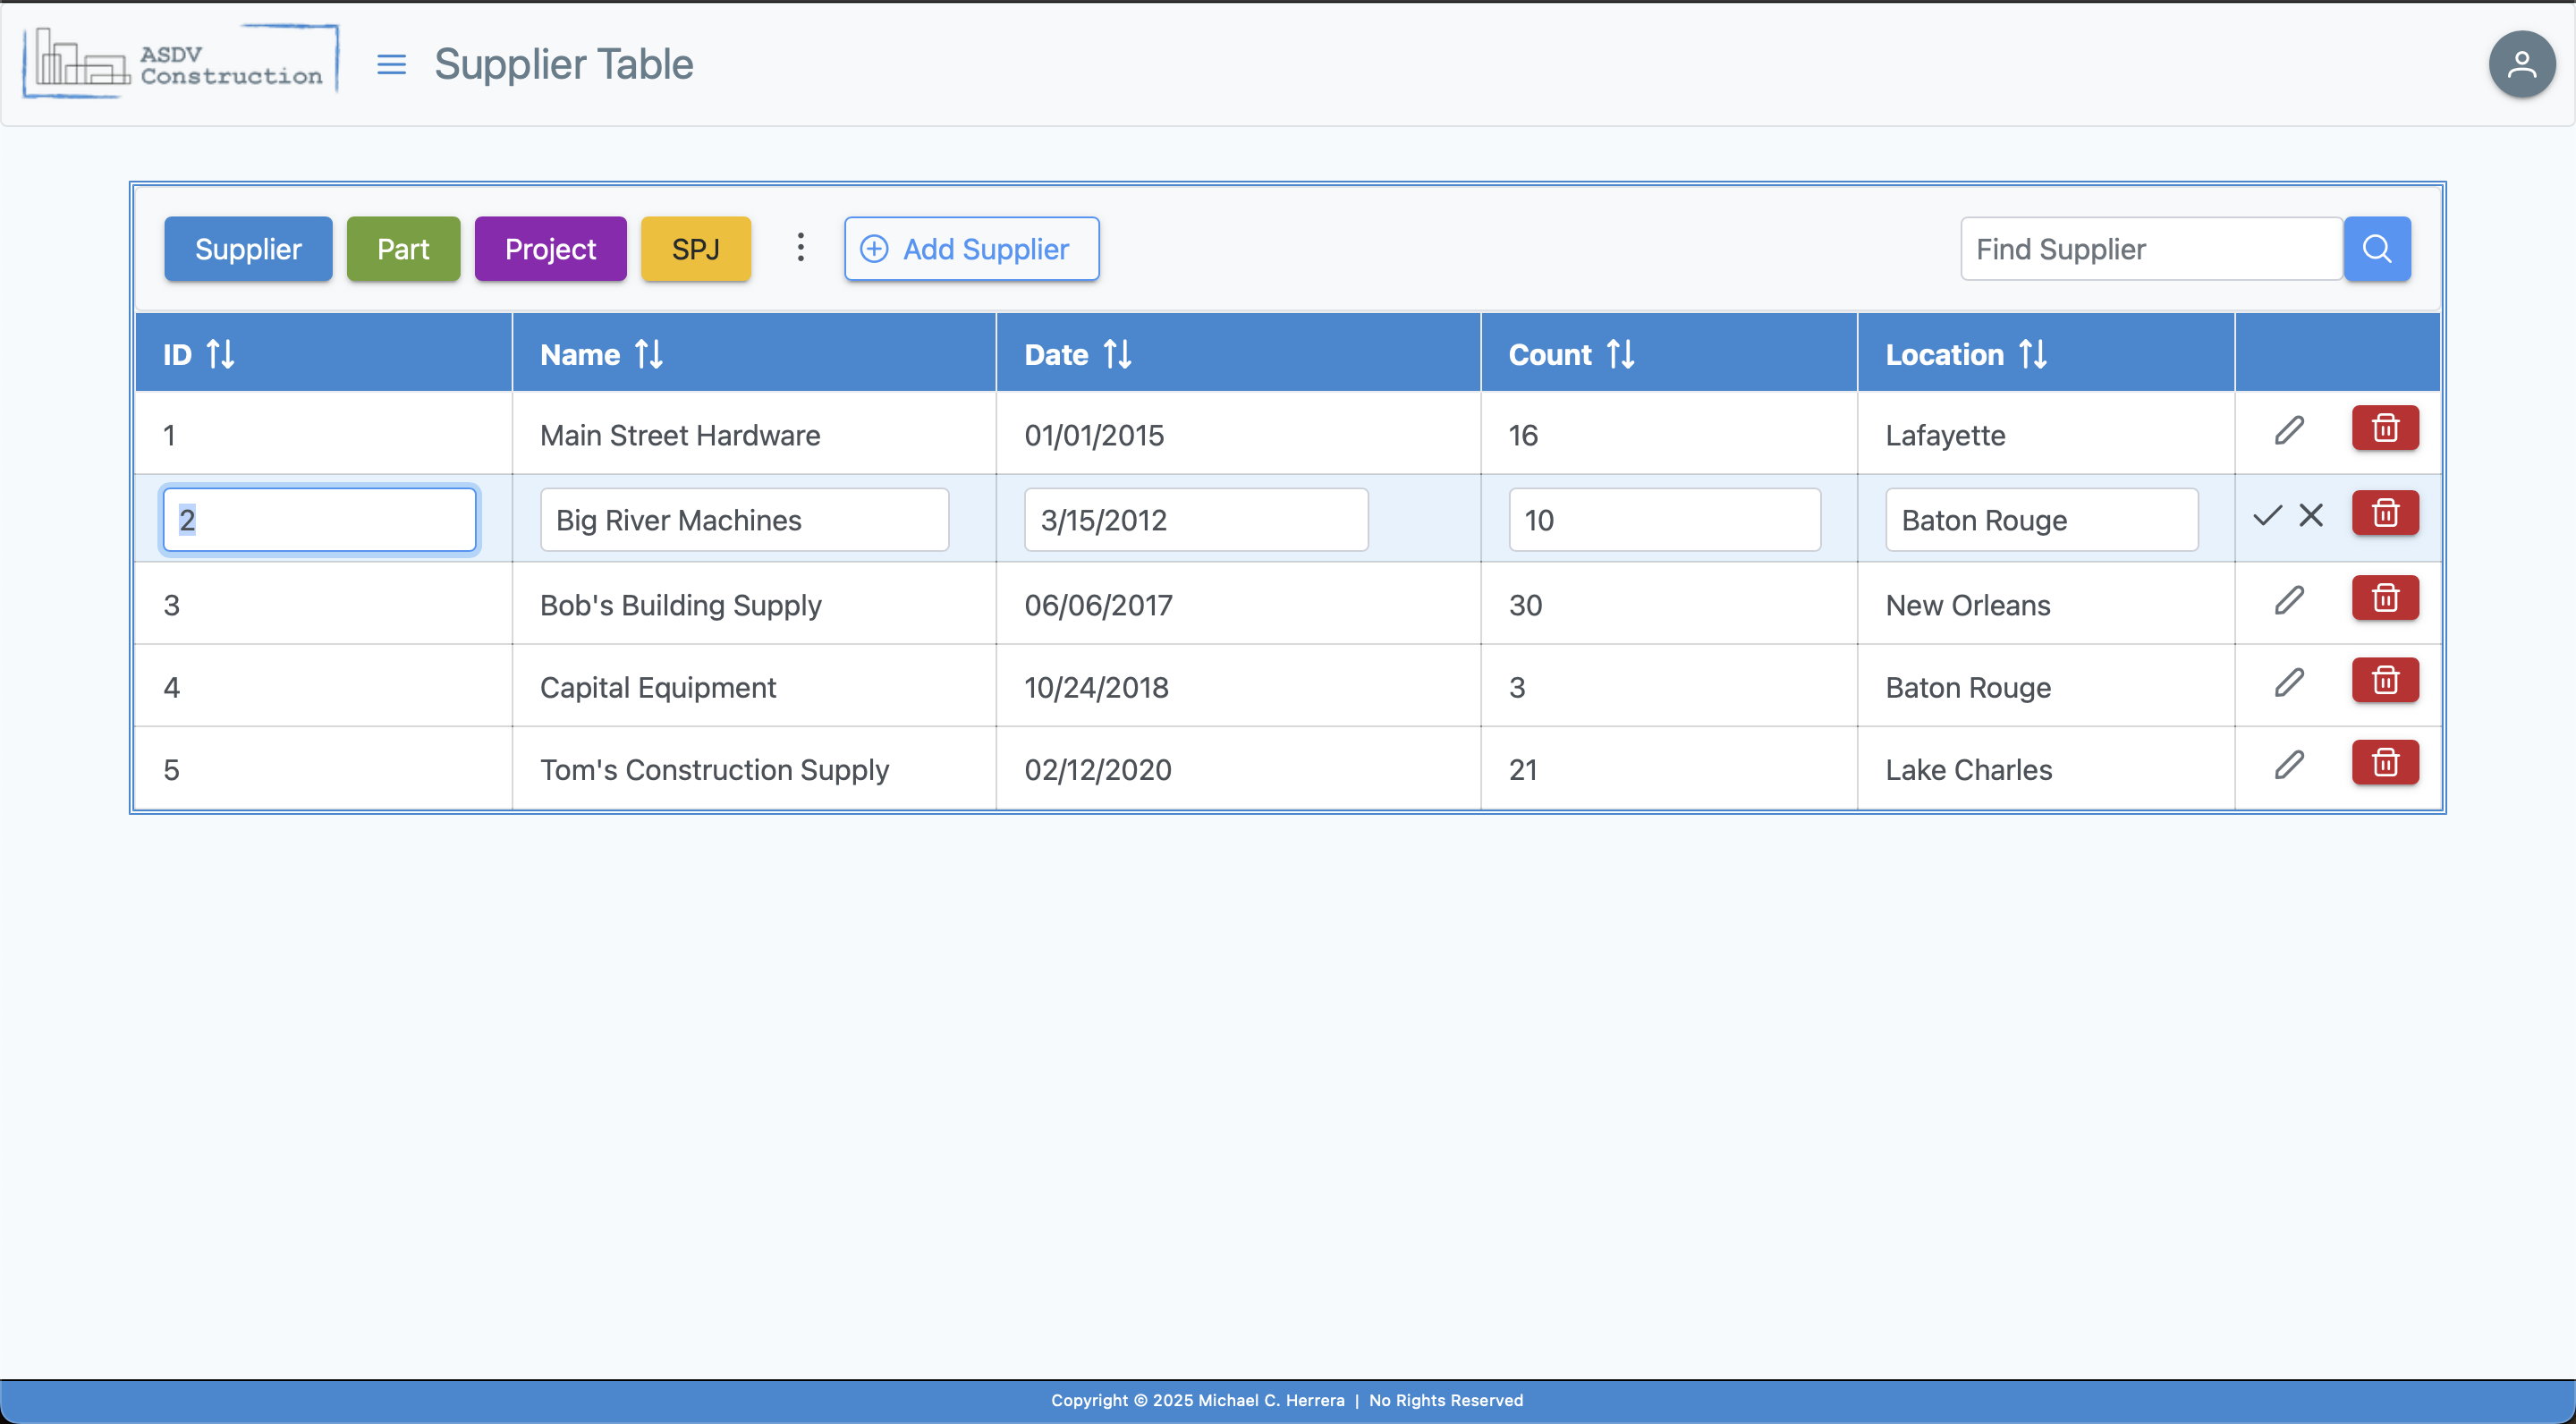 ASDV
Construction
Supplier Table
Supplier Part Project SPJ Add Supplier Find Supplier
ID Name Date Count Location
1 Main Street Hardware 01/01/2015 16 Lafayette
2 Big River Machines 3/15/2012 10 Baton Rouge
3 Bob's Building Supply 06/06/2017 30 New Orleans
4 Capital Equipment 10/24/2018 3 Baton Rouge
5 Tom's Construction Supply 02/12/2020 21 Lake Charles
Copyright © 2025 Michael C. Herrera | No Rights Reserved